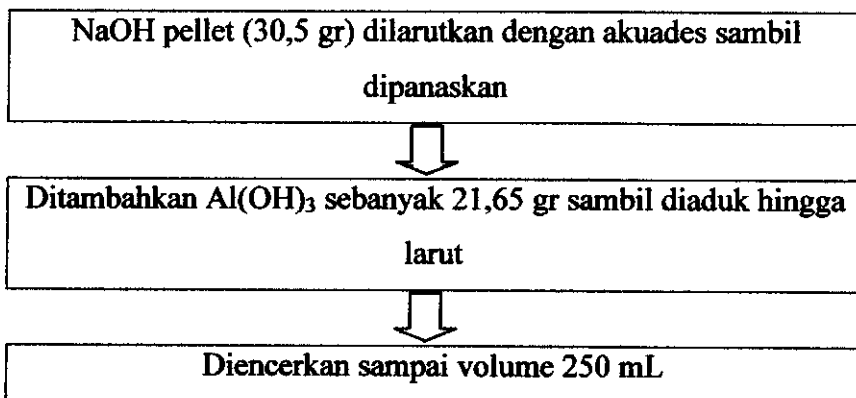 NaOH pellet (30,5 gr) dilarutkan dengan akuades sambil
dipanaskan
Ditambahkan Al(OH)₃ sebanyak 21,65 gr sambil diaduk hingga
larut
Diencerkan sampai volume 250 mL